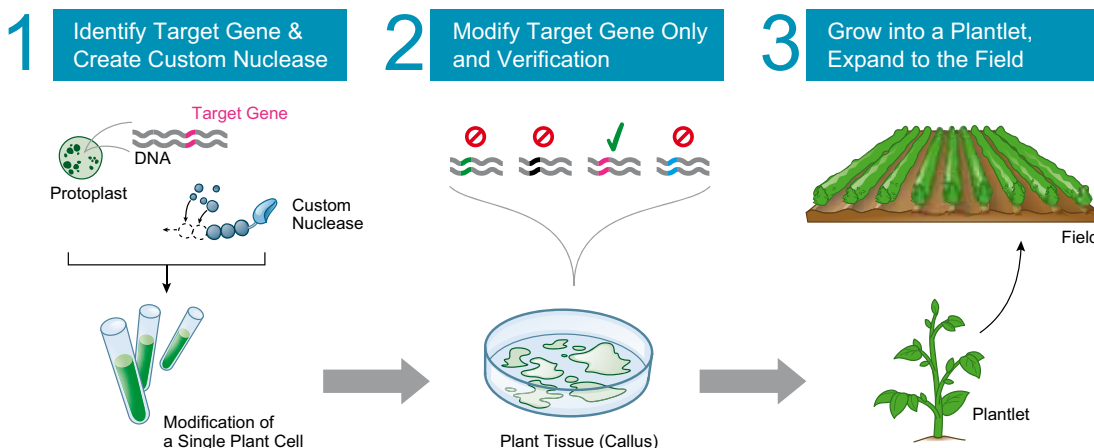 1
Identify Target Gene &
Create Custom Nuclease
Target Gene
DNA
Protoplast
Custom
Nuclease
Modification of
a Single Plant Cell
2
Modify Target Gene Only
and Verification
Plant Tissue (Callus)
3
Grow into a Plantlet,
Expand to the Field
Field
Plantlet